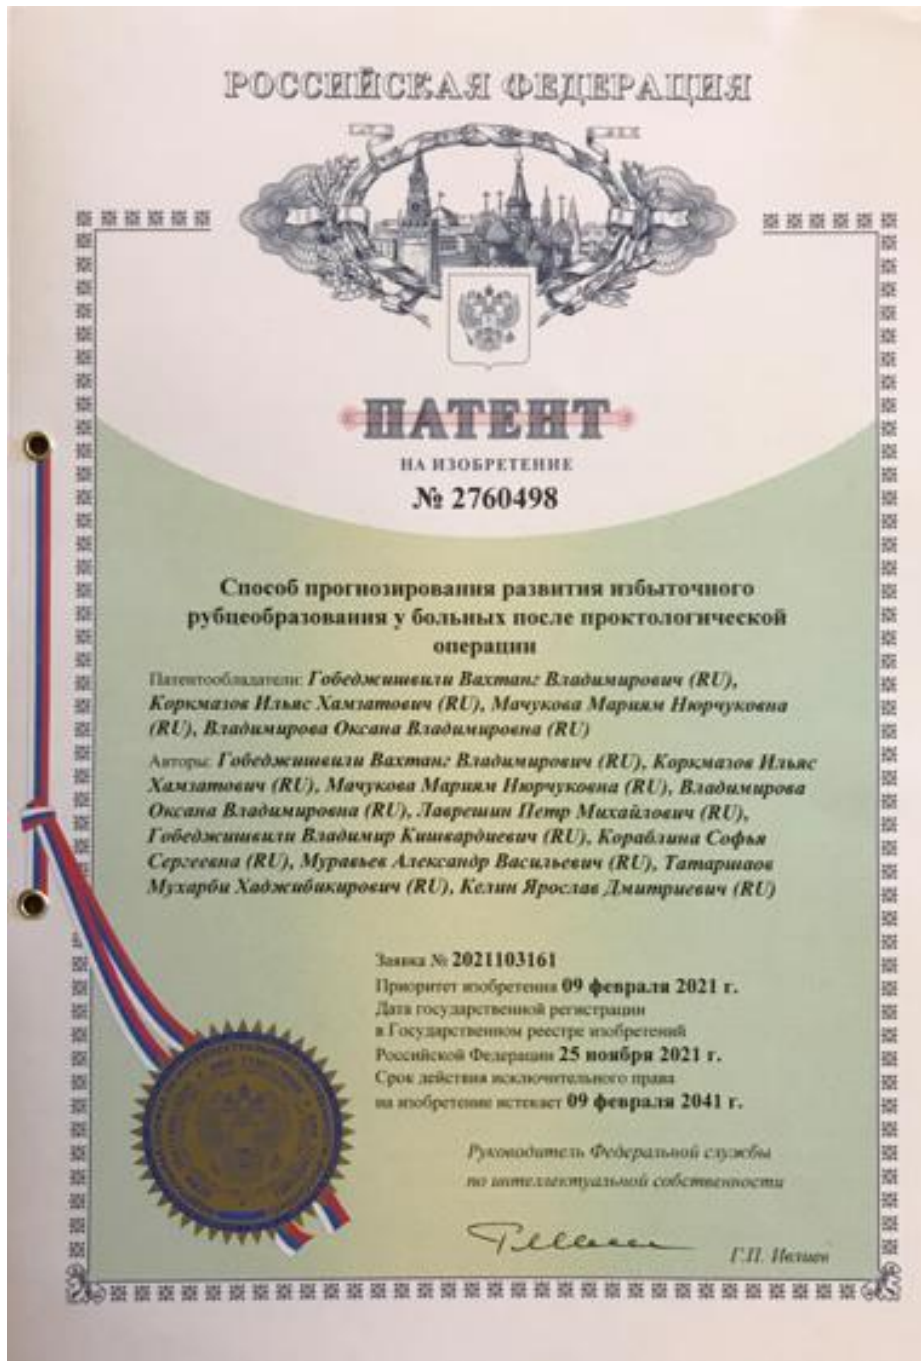 РОССИЙСКАЯ ФЕДЕРАЦИЯ
ПАТЕНТ
НА ИЗОБРЕТЕНИЕ
№ 2760498
Способ прогнозирования развития избыточного
рубцеобразования у больных после проктологической
операции
Патентообладатели: Гобеджишвили Вахтанг Владимирович (RU),
Коркмазов Ильяс Хамзатович (RU), Мачукова Мариям Нюрчуковна
(RU), Владимирова Оксана Владимировна (RU)
Авторы: Гобеджишвили Вахтанг Владимирович (RU), Коркмазов Ильяс
Хамзатович (RU), Мачукова Мариям Нюрчуковна (RU), Владимирова
Оксана Владимировна (RU), Лаврешин Петр Михайлович (RU),
Гобеджишвили Владимир Кишвардиевич (RU), Кораблина Софья
Сергеевна (RU), Муравьев Александр Васильевич (RU), Татаршаов
Мухарби Хаджибикирович (RU), Келин Ярослав Дмитриевич (RU)
Заявка № 2021103161
Приоритет изобретения 09 февраля 2021 г.
Дата государственной регистрации
в Государственном реестре изобретений
Российской Федерации 25 ноября 2021 г.
Срок действия исключительного права
на изобретение истекает 09 февраля 2041 г.
Руководитель Федеральной службы
по интеллектуальной собственности
Г.П. Ивлиев